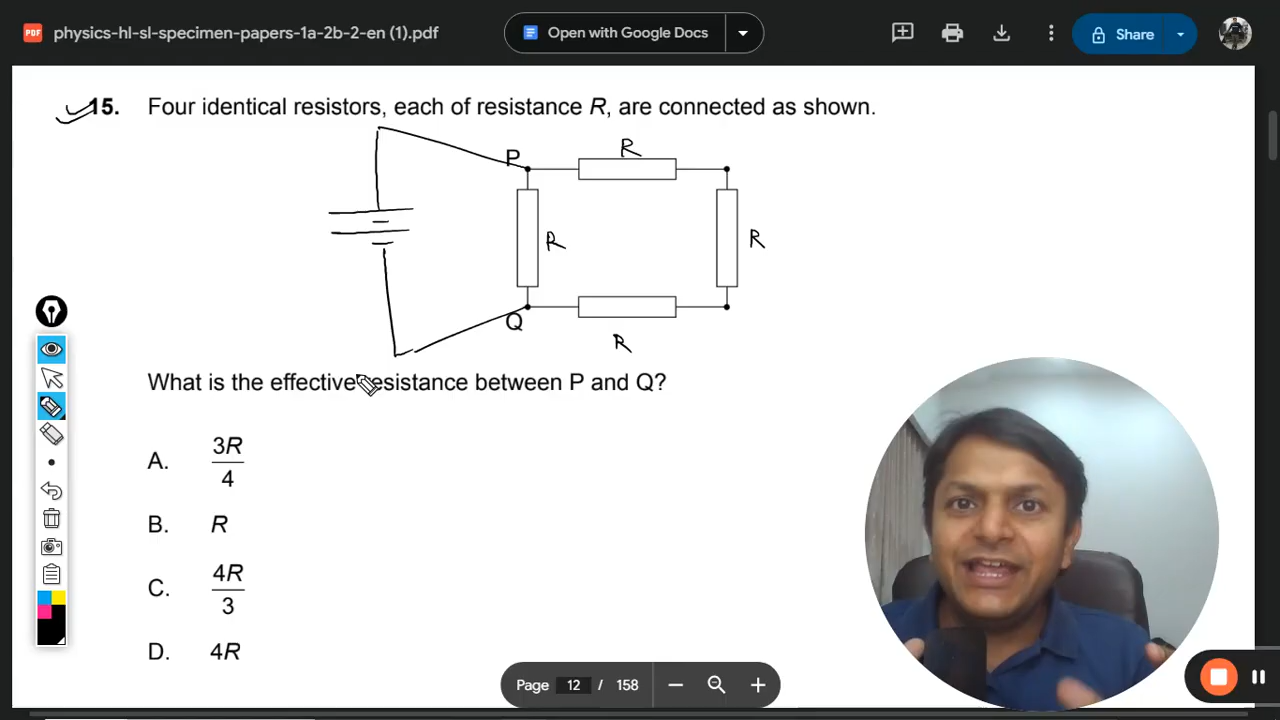 physics-hl-sl-specimen-papers-1a-2b-2-en (1).pdf
Open with Google Docs
Share
15. Four identical resistors, each of resistance R, are connected as shown.
P
R
R
R
Q
R
What is the effective resistance between P and Q?
A. 3R/4
B. R
C. 4R/3
D. 4R
Page 12 / 158